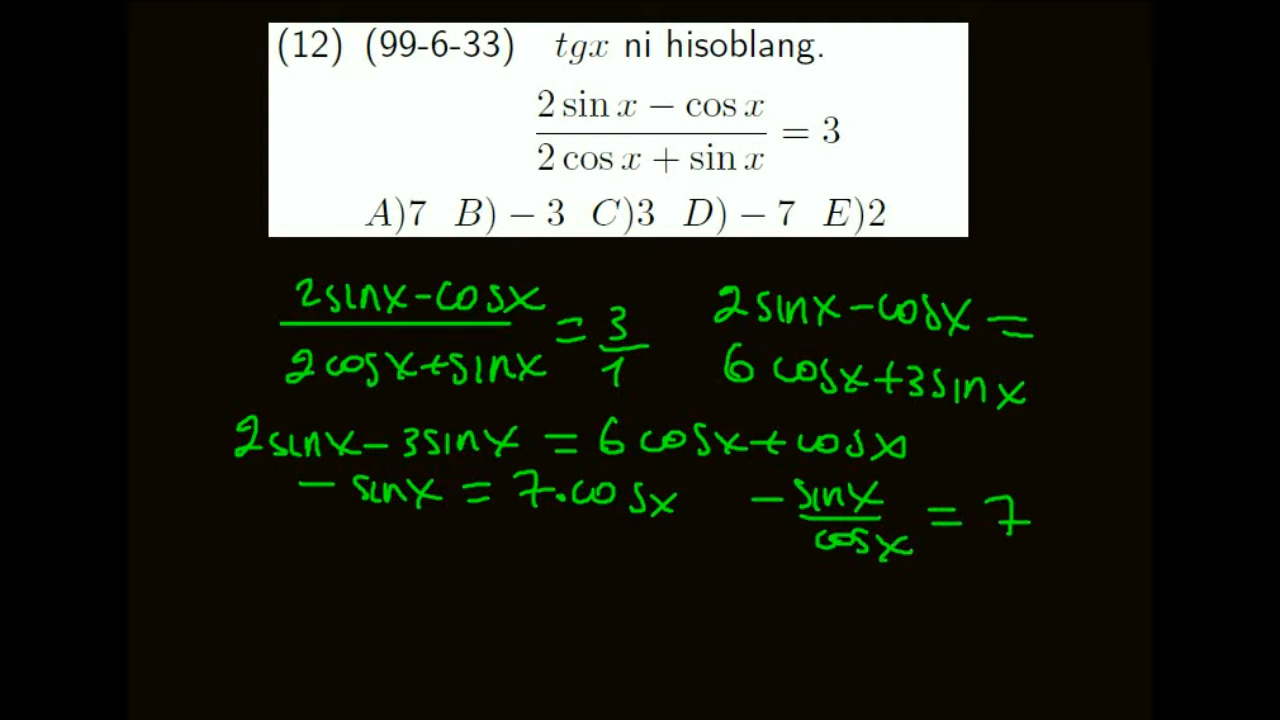 (12) (99-6-33) tgx ni hisoblang.
2 sin x − cos x
2 cos x + sin x
= 3
A)7 B) − 3 C)3 D) − 7 E)2
2sinx-cosx
2cosx+sinx
= 3
1
2sinx-cosx =
6cosx+3sinx
2sinx-3sinx = 6cosx+cosx
- sinx = 7·cosx
- sinx
cosx
= 7